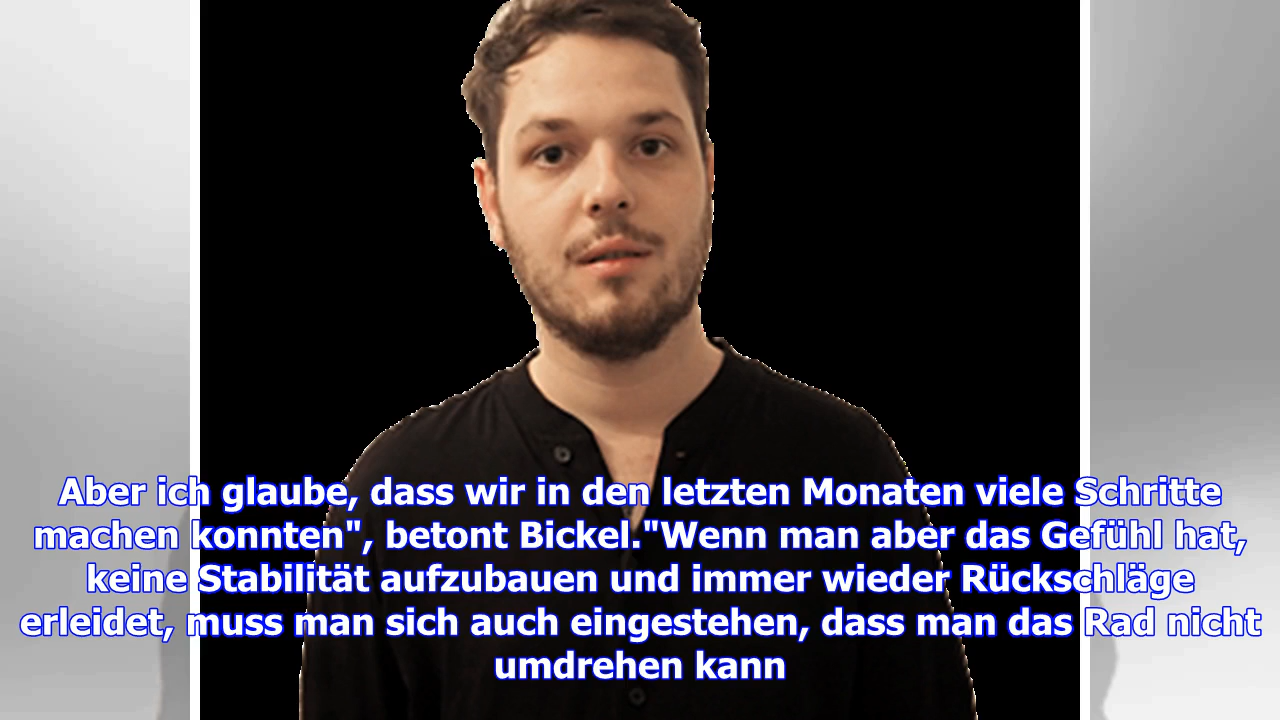 Aber ich glaube, dass wir in den letzten Monaten viele Schritte
machen konnten", betont Bickel."Wenn man aber das Gefühl hat,
keine Stabilität aufzubauen und immer wieder Rückschläge
erleidet, muss man sich auch eingestehen, dass man das Rad nicht
umdrehen kann